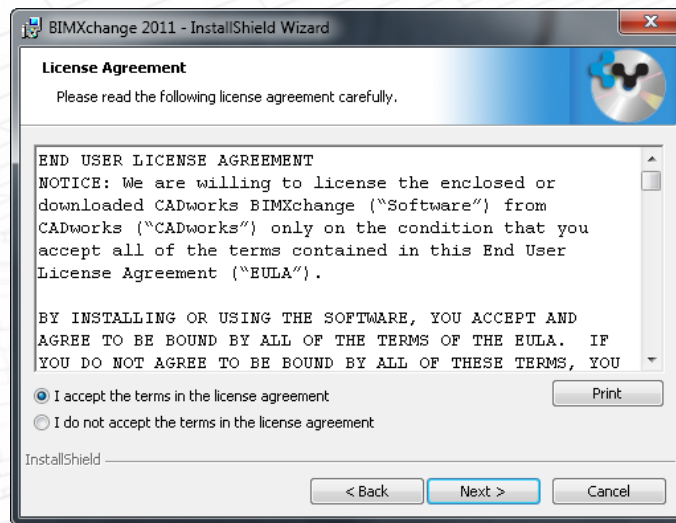 BIMXchange 2011 - InstallShield Wizard
License Agreement
Please read the following license agreement carefully.
END USER LICENSE AGREEMENT
NOTICE: We are willing to license the enclosed or
downloaded CADworks BIMXchange (“Software”) from
CADworks (“CADworks”) only on the condition that you
accept all of the terms contained in this End User
License Agreement (“EULA”).
BY INSTALLING OR USING THE SOFTWARE, YOU ACCEPT AND
AGREE TO BE BOUND BY ALL OF THE TERMS OF THE EULA.  IF
YOU DO NOT AGREE TO BE BOUND BY ALL OF THESE TERMS, YOU
I accept the terms in the license agreement
Print
I do not accept the terms in the license agreement
InstallShield
< Back
Next >
Cancel